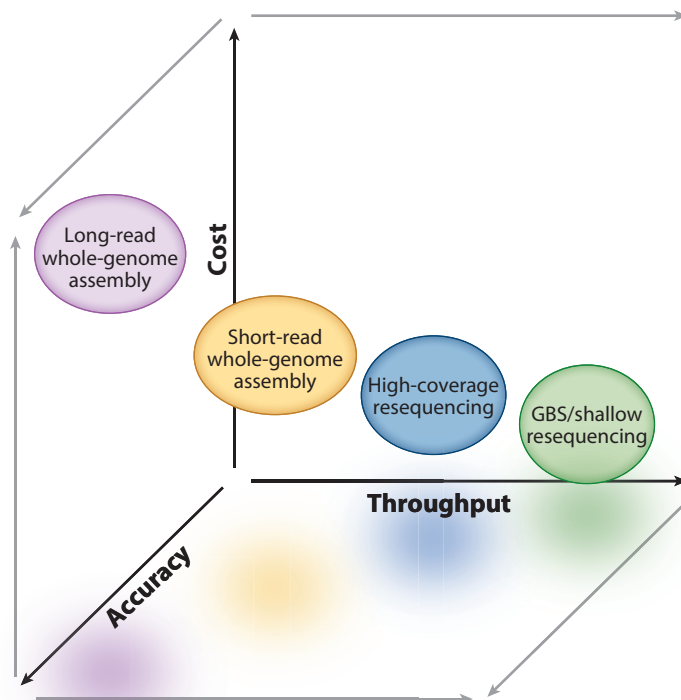 Cost
Long-read
whole-genome
assembly
Short-read
whole-genome
assembly
High-coverage
resequencing
GBS/shallow
resequencing
Throughput
Accuracy